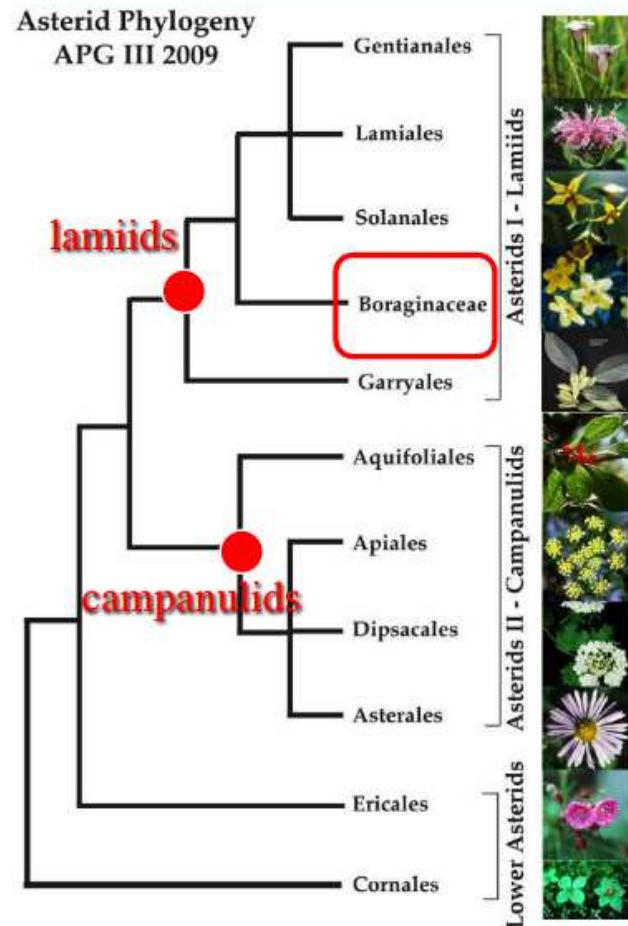 Asterid Phylogeny
APG III 2009
Gentianales
Lamiales
Solanales
lamiids
Boraginaceae
Garryales
Asterids I - Lamiids
Aquifoliales
Apiales
campanulids
Dipsacales
Asterales
Asterids II - Campanulids
Ericales
Cornales
Lower Asterids